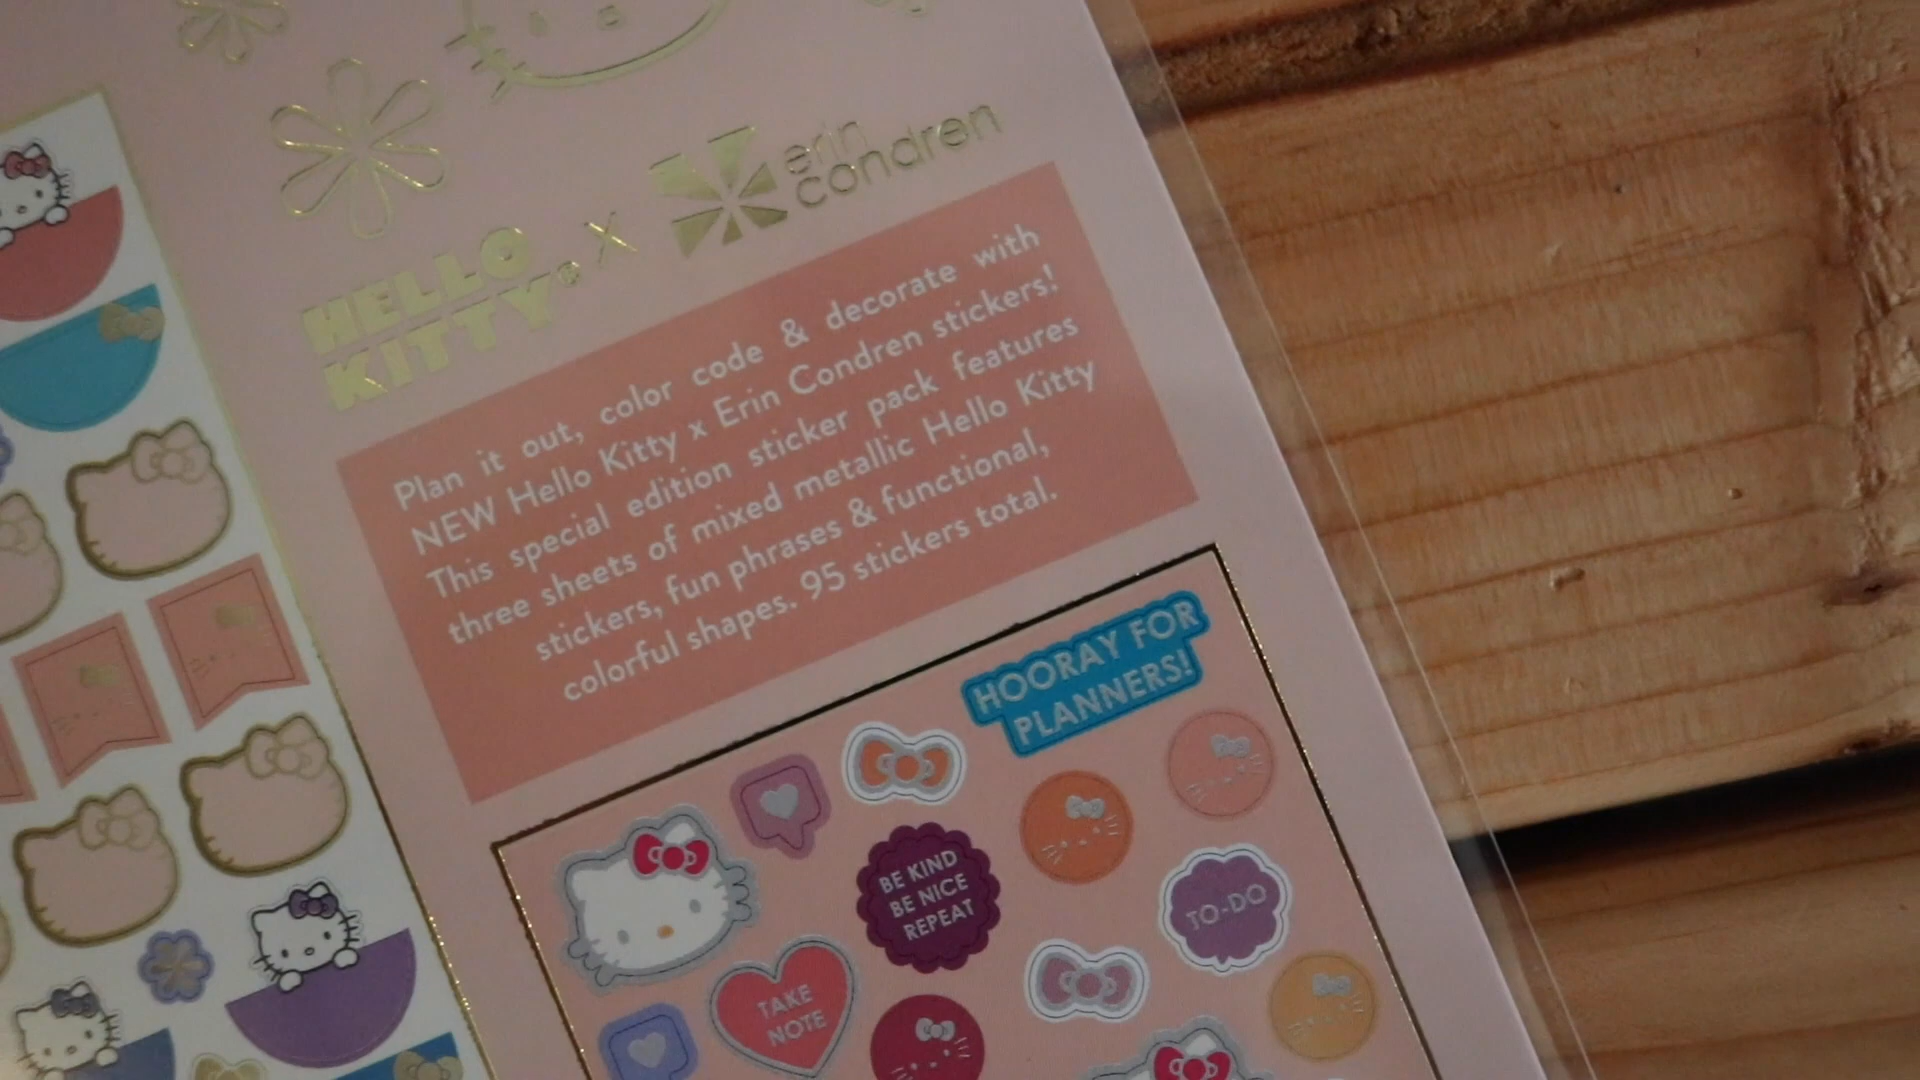 erin
condren
HELLO
KITTY® X
Plan it out, color code & decorate with
NEW Hello Kitty x Erin Condren stickers!
This special edition sticker pack features
three sheets of mixed metallic Hello Kitty
stickers, fun phrases & functional,
colorful shapes. 95 stickers total.
HOORAY FOR
PLANNERS!
BE KIND
BE NICE
REPEAT
TO-DO
TAKE
NOTE